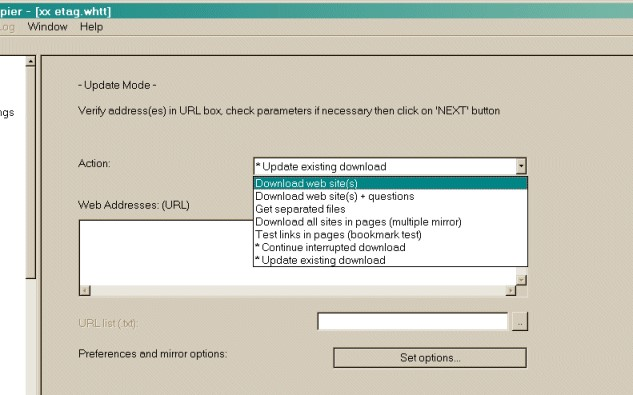 pier - [xx etag.whtt]
Log Window Help
ngs
- Update Mode -
Verify address(es) in URL box, check parameters if necessary then click on 'NEXT' button
Action:
* Update existing download
Download web site(s)
Download web site(s) + questions
Get separated files
Download all sites in pages (multiple mirror)
Test links in pages (bookmark test)
* Continue interrupted download
* Update existing download
Web Addresses: (URL)
URL list (.txt):
..
Preferences and mirror options:
Set options...